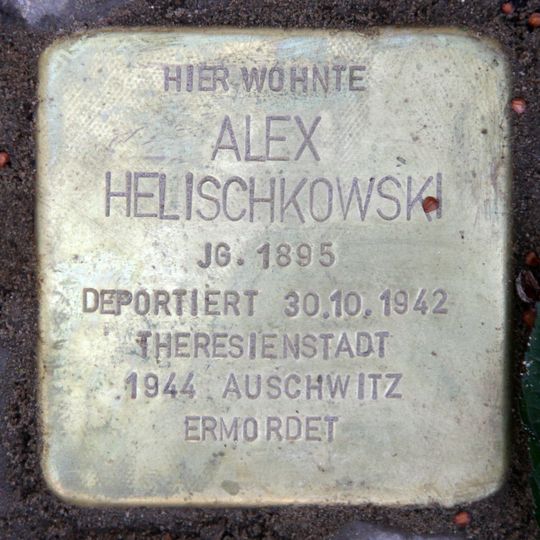 HIER WOHNTE
ALEX
HELISCHKOWSKI
JG. 1895
DEPORTIERT 30.10.1942
THERESIENSTADT
1944 AUSCHWITZ
ERMORDET